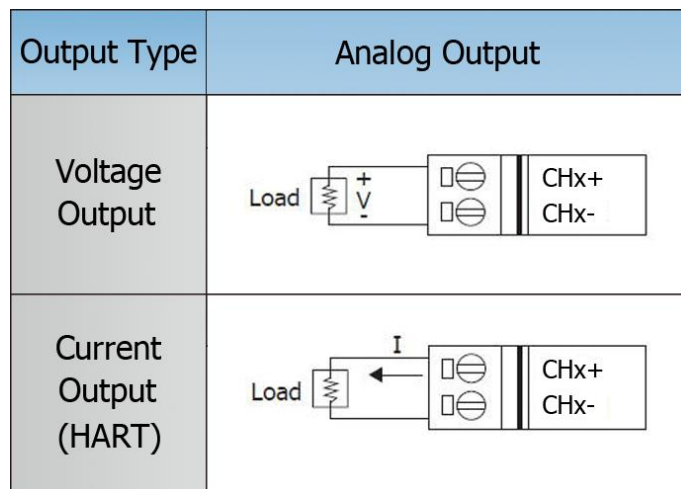 Output Type
Analog Output
Voltage
Output
Load
+
V
-
CHx+
CHx-
Current
Output
(HART)
Load
I
CHx+
CHx-